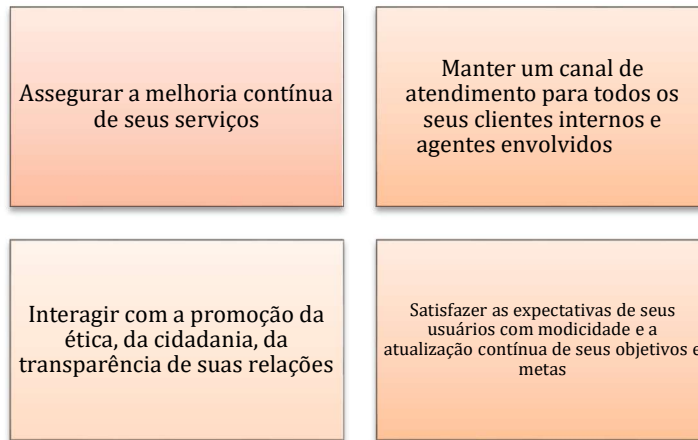 Assegurar a melhoria contínua
de seus serviços
Manter um canal de
atendimento para todos os
seus clientes internos e
agentes envolvidos
Interagir com a promoção da
ética, da cidadania, da
transparência de suas relações
Satisfazer as expectativas de seus
usuários com modicidade e a
atualização contínua de seus objetivos e
metas